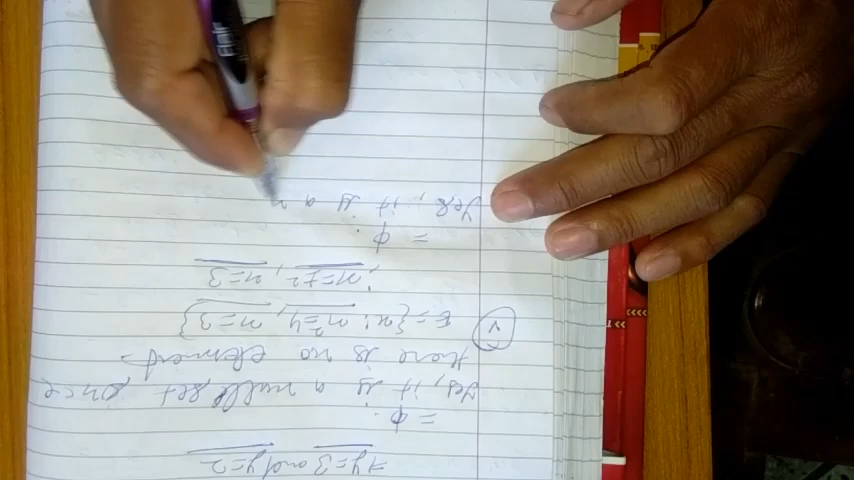 ⇒ y=3 and y=2
= φ.
Yes, it is a null set since
there is no element.
(v) E = {x : x²=4, x=3}
∴ x=±2, x=3
= φ.
Yes, it is a n